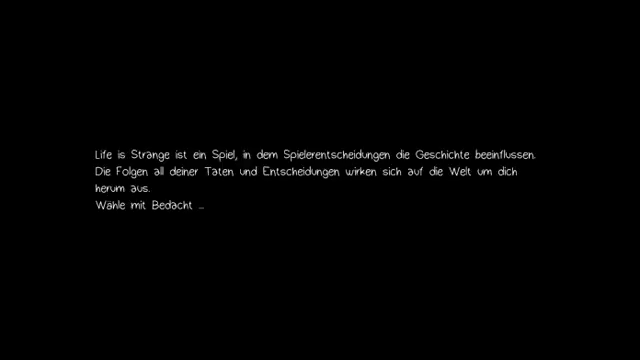 Life is Strange ist ein Spiel, in dem Spielerentscheidungen die Geschichte beeinflussen.
Die Folgen all deiner Taten und Entscheidungen wirken sich auf die Welt um dich
herum aus.
Wähle mit Bedacht ...